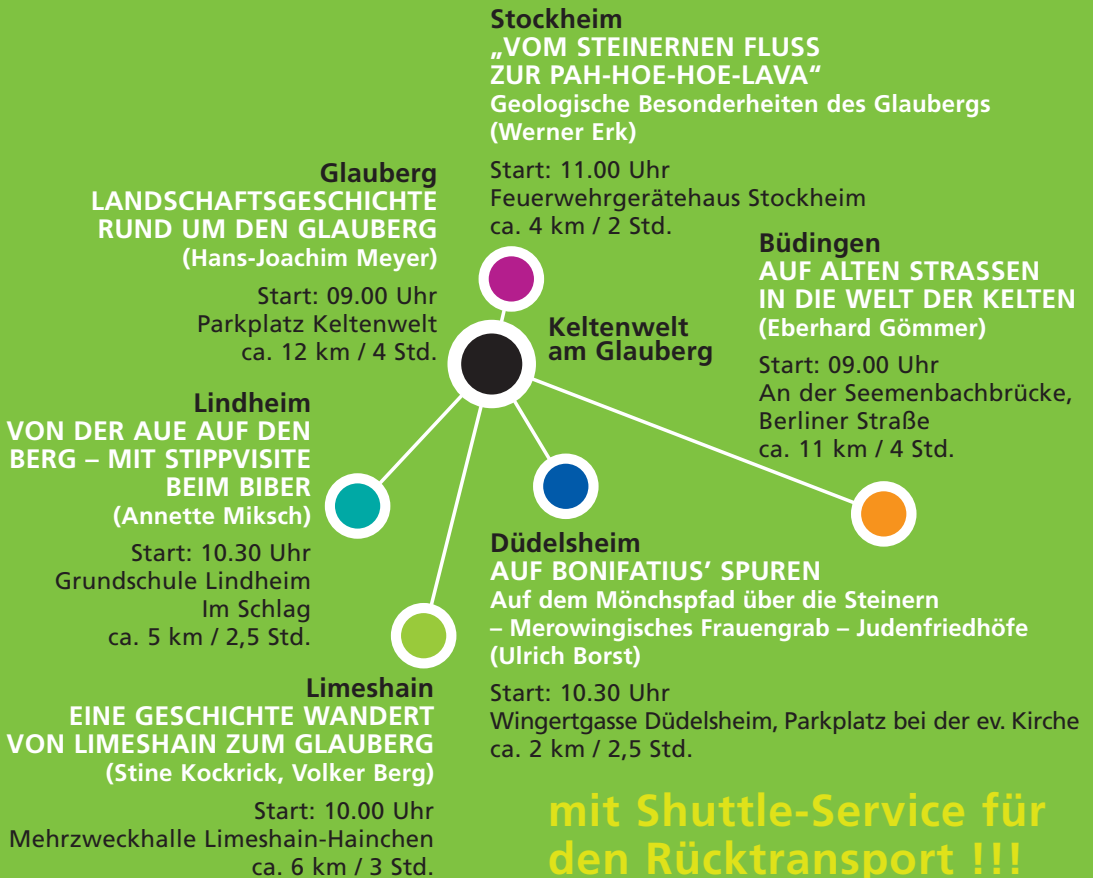 Stockheim
„VOM STEINERNEN FLUSS
ZUR PAH-HOE-HOE-LAVA“
Geologische Besonderheiten des Glaubergs
(Werner Erk)
Start: 11.00 Uhr
Feuerwehrgerätehaus Stockheim
ca. 4 km / 2 Std.
Glauberg
LANDSCHAFTSGESCHICHTE
RUND UM DEN GLAUBERG
(Hans-Joachim Meyer)
Start: 09.00 Uhr
Parkplatz Keltenwelt
ca. 12 km / 4 Std.
Büdingen
AUF ALTEN STRASSEN
IN DIE WELT DER KELTEN
(Eberhard Gömmer)
Start: 09.00 Uhr
An der Seemenbachbrücke,
Berliner Straße
ca. 11 km / 4 Std.
Keltenwelt
am Glauberg
Lindheim
VON DER AUE AUF DEN
BERG – MIT STIPPVISITE
BEIM BIBER
(Annette Miksch)
Start: 10.30 Uhr
Grundschule Lindheim
Im Schlag
ca. 5 km / 2,5 Std.
Düdelsheim
AUF BONIFATIUS’ SPUREN
Auf dem Mönchspfad über die Steinern
– Merowingisches Frauengrab – Judenfriedhöfe
(Ulrich Borst)
Start: 10.30 Uhr
Wingertgasse Düdelsheim, Parkplatz bei der ev. Kirche
ca. 2 km / 2,5 Std.
Limeshain
EINE GESCHICHTE WANDERT
VON LIMESHAIN ZUM GLAUBERG
(Stine Kockrick, Volker Berg)
Start: 10.00 Uhr
Mehrzweckhalle Limeshain-Hainchen
ca. 6 km / 3 Std.
mit Shuttle-Service für
den Rücktransport !!!